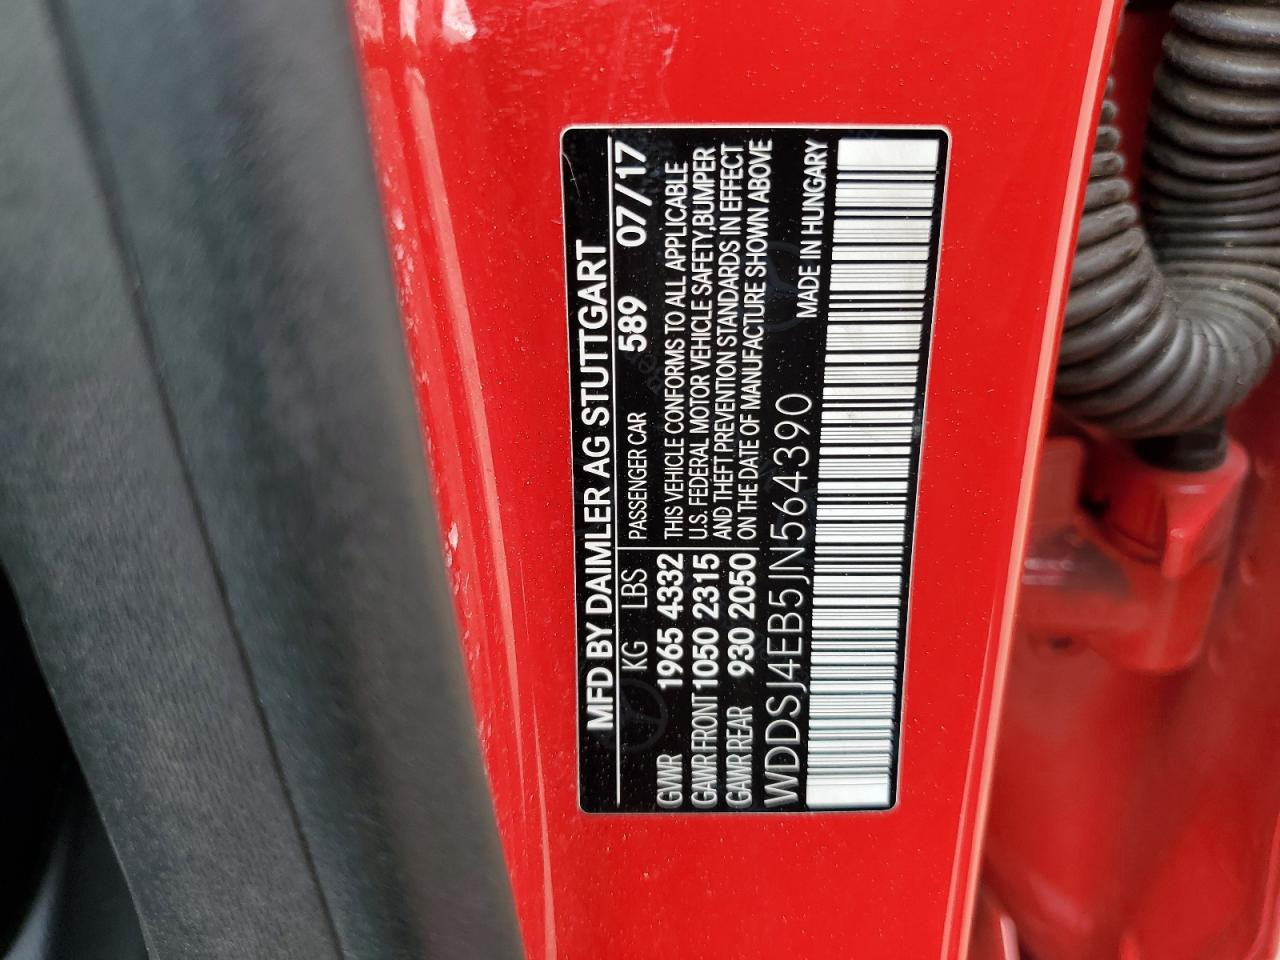 MFD BY DAIMLER AG STUTTGART
KG LBS PASSENGER CAR 589 07/17
GVWR 1965 4332 THIS VEHICLE CONFORMS TO ALL APPLICABLE
GAWR FRONT 1050 2315 U.S. FEDERAL MOTOR VEHICLE SAFETY,BUMPER
GAWR REAR 930 2050 AND THEFT PREVENTION STANDARDS IN EFFECT
ON THE DATE OF MANUFACTURE SHOWN ABOVE
WDDSJ4EB5JN564390 MADE IN HUNGARY